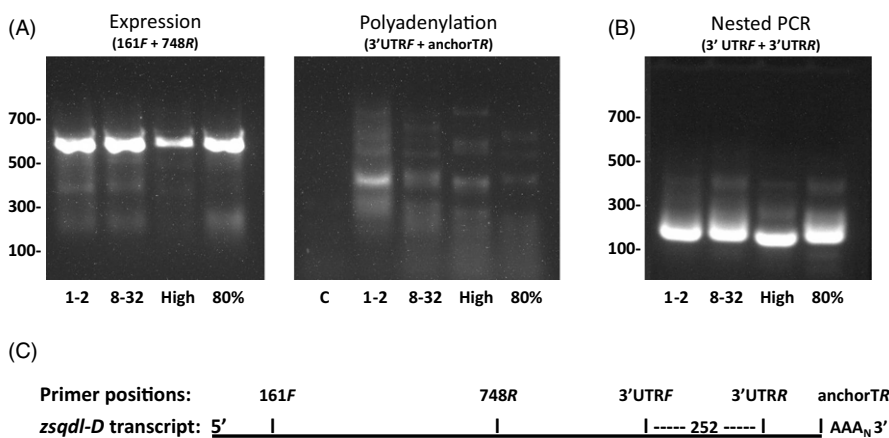 (A)
Expression
(161F + 748R)
700-
500-
300-
100-
1-2 8-32 High 80%
Polyadenylation
(3'UTRF + anchorTR)
C 1-2 8-32 High 80%
(B)
Nested PCR
(3' UTRF + 3'UTRR)
700-
500-
300-
100-
1-2 8-32 High 80%
(C)
Primer positions: 161F 748R 3'UTRF 3'UTRR anchorTR
zsqdl-D transcript: 5' ----- 252 ----- AAAN 3'